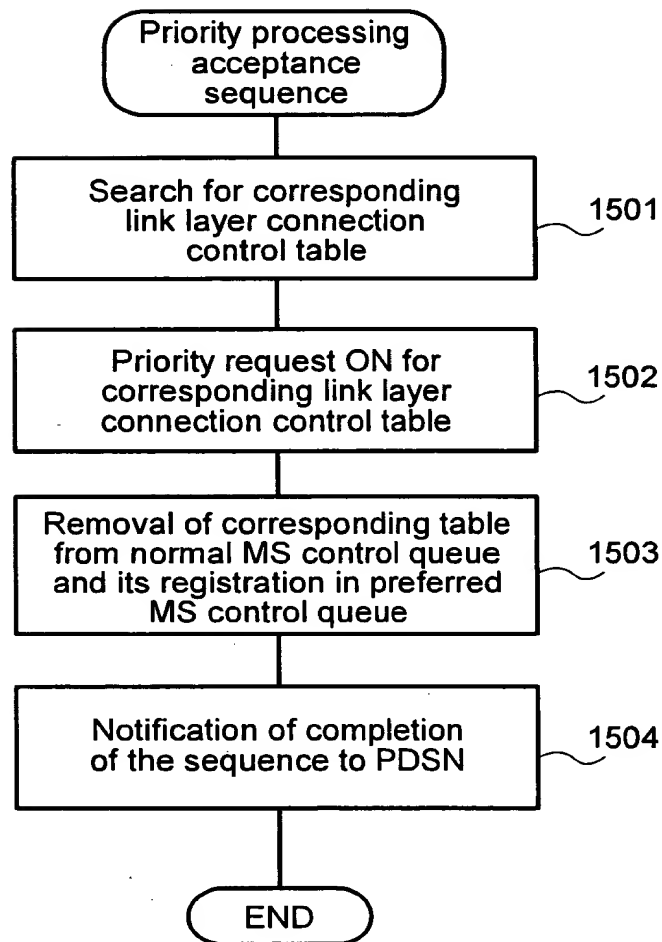 Priority processing
acceptance
sequence
Search for corresponding
link layer connection
control table
1501
Priority request ON for
corresponding link layer
connection control table
1502
Removal of corresponding table
from normal MS control queue
and its registration in preferred
MS control queue
1503
Notification of completion
of the sequence to PDSN
1504
END